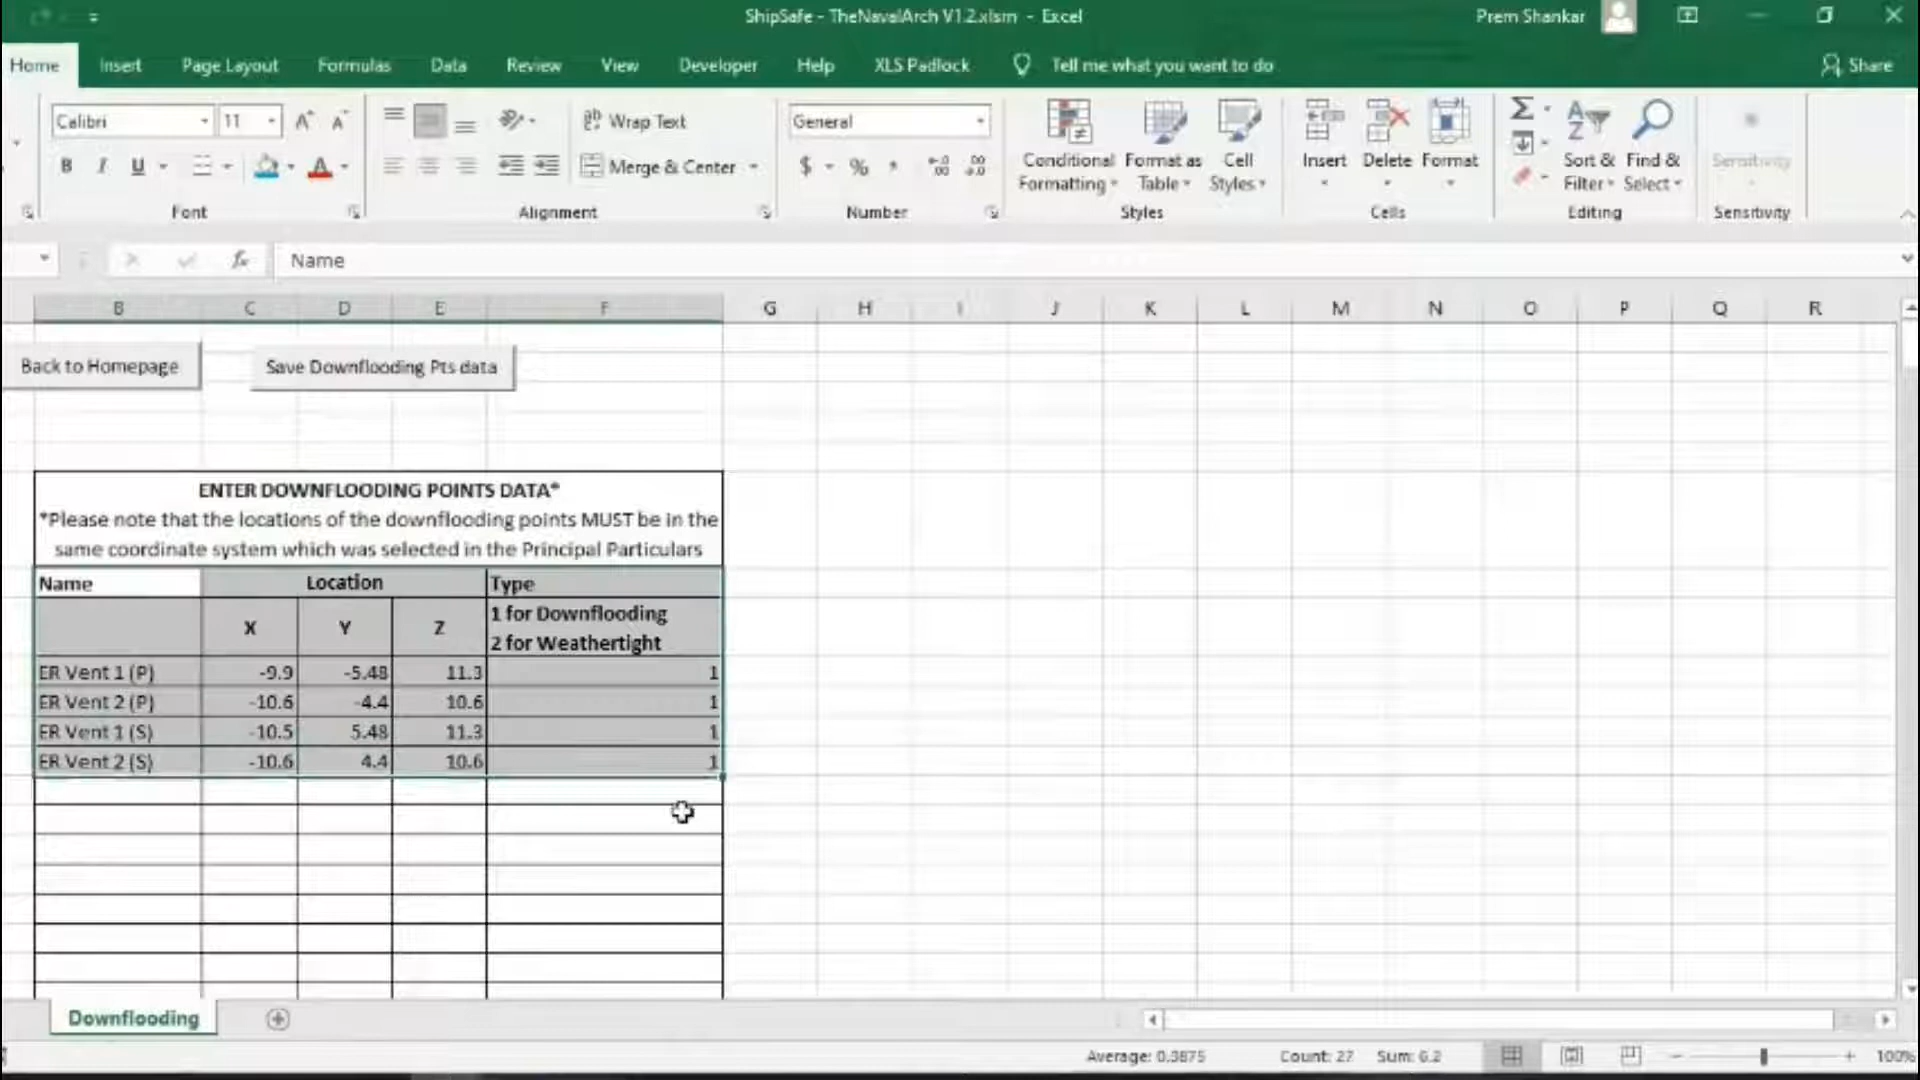 ShipSafe - TheNavalArch V1.2.xlsm - Excel
Prem Shankar
Home Insert Page Layout Formulas Data Review View Developer Help XLS Padlock Tell me what you want to do Share
Calibri 11 A A Wrap Text General
B I U A Merge & Center $ % ,
Conditional Formatting
Format as Table
Cell Styles
Insert Delete Format
Sort & Filter
Find & Select
Sensitivity
Font Alignment Number Styles Cells Editing Sensitivity
fx Name
B C D E F G H I J K L M N O P Q R
Back to Homepage Save Downflooding Pts data
ENTER DOWNFLOODING POINTS DATA*
*Please note that the locations of the downflooding points MUST be in the
same coordinate system which was selected in the Principal Particulars
Name Location Type
X Y Z 1 for Downflooding
2 for Weathertight
ER Vent 1 (P) -9.9 -5.48 11.3 1
ER Vent 2 (P) -10.6 -4.4 10.6 1
ER Vent 1 (S) -10.5 5.48 11.3 1
ER Vent 2 (S) -10.6 4.4 10.6 1
Downflooding
Average: 0.3875 Count: 27 Sum: 6.2 100%